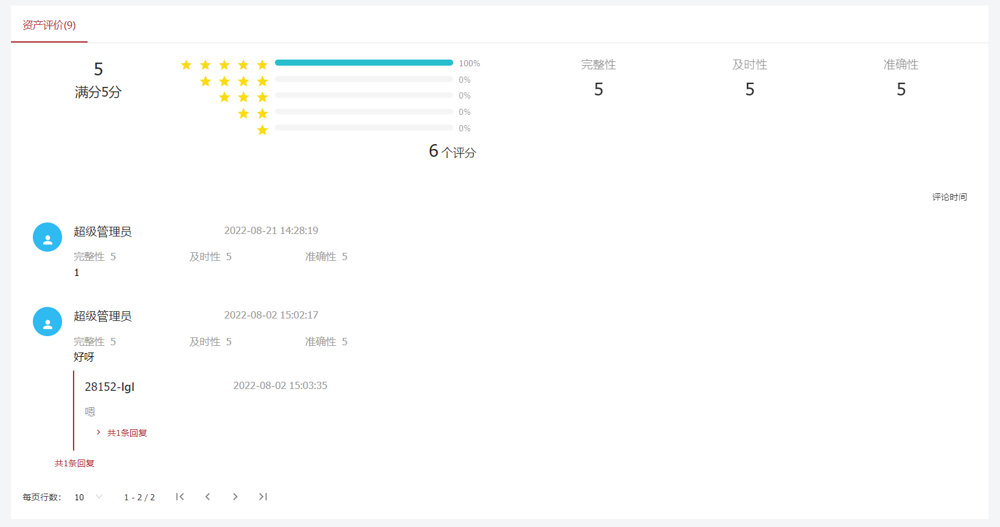 资产评价(9)
5
满分5分
100%
0%
0%
0%
0%
6 个评分
完整性 及时性 准确性
5 5 5
评论时间
超级管理员 2022-08-21 14:28:19
完整性 5 及时性 5 准确性 5
1
超级管理员 2022-08-02 15:02:17
完整性 5 及时性 5 准确性 5
好呀
28152-lgl 2022-08-02 15:03:35
嗯
共1条回复
共1条回复
每页行数: 10 1 - 2 / 2